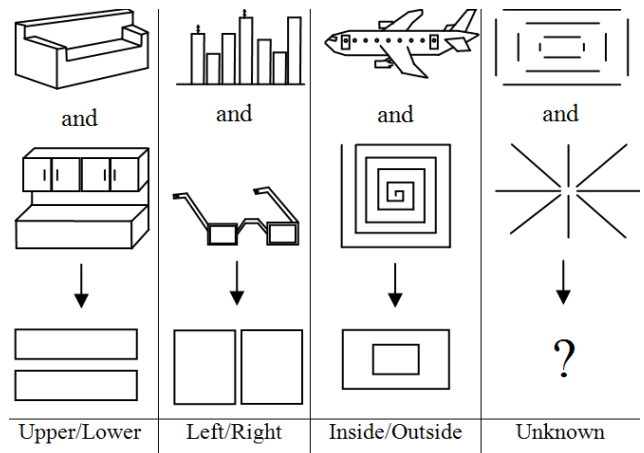 and and and and
?
Upper/Lower Left/Right Inside/Outside Unknown